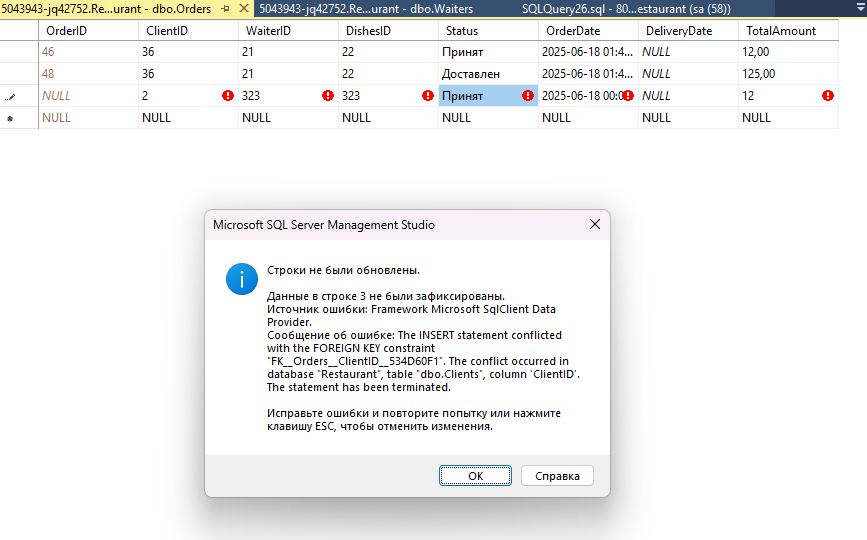 5043943-jq42752.Re...urant - dbo.Orders 5043943-jq42752.Re...urant - dbo.Waiters SQLQuery26.sql - 80...estaurant (sa (58))
OrderID ClientID WaiterID DishesID Status OrderDate DeliveryDate TotalAmount
46 36 21 22 Принят 2025-06-18 01:4... NULL 12,00
48 36 21 22 Доставлен 2025-06-18 01:4... NULL 125,00
NULL 2 323 323 Принят 2025-06-18 00:0 NULL 12
NULL NULL NULL NULL NULL NULL NULL NULL
Microsoft SQL Server Management Studio
Строки не были обновлены.
Данные в строке 3 не были зафиксированы.
Источник ошибки: Framework Microsoft SqlClient Data
Provider.
Сообщение об ошибке: The INSERT statement conflicted
with the FOREIGN KEY constraint
"FK__Orders__ClientID__534D60F1". The conflict occurred in
database "Restaurant", table "dbo.Clients", column 'ClientID'.
The statement has been terminated.
Исправьте ошибки и повторите попытку или нажмите
клавишу ESC, чтобы отменить изменения.
OK Справка